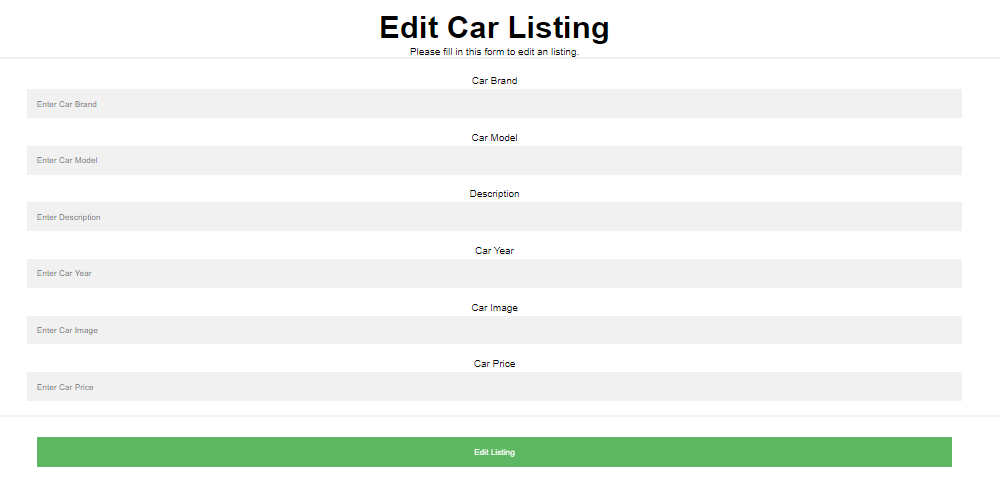 Edit Car Listing
Please fill in this form to edit an listing.
Car Brand
Enter Car Brand
Car Model
Enter Car Model
Description
Enter Description
Car Year
Enter Car Year
Car Image
Enter Car Image
Car Price
Enter Car Price
Edit Listing